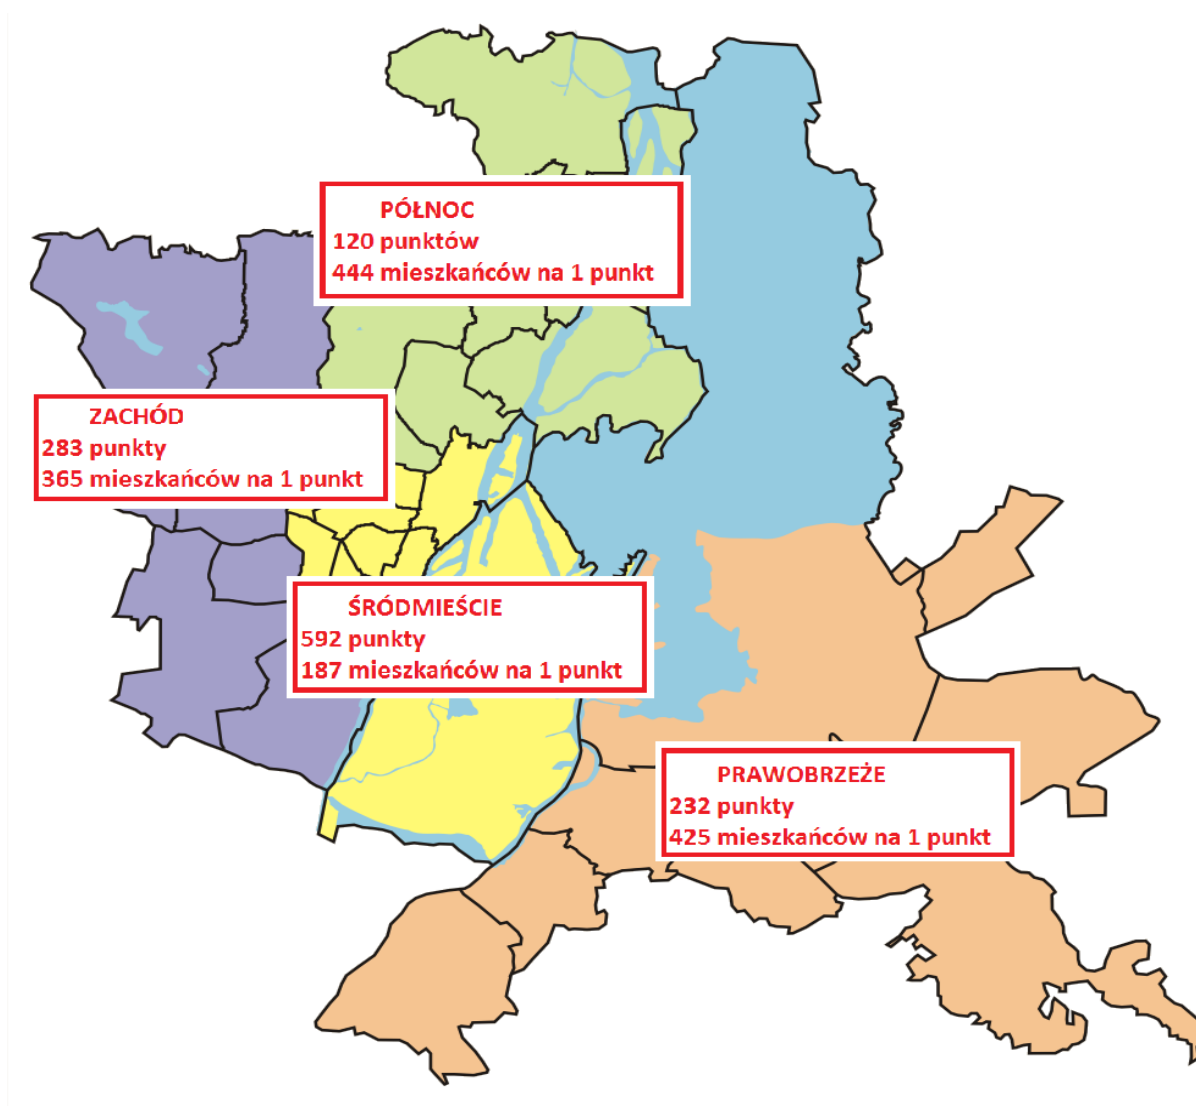 PÓŁNOC
120 punktów
444 mieszkańców na 1 punkt
ZACHÓD
283 punkty
365 mieszkańców na 1 punkt
ŚRÓDMIEŚCIE
592 punkty
187 mieszkańców na 1 punkt
PRAWOBRZEŻE
232 punkty
425 mieszkańców na 1 punkt